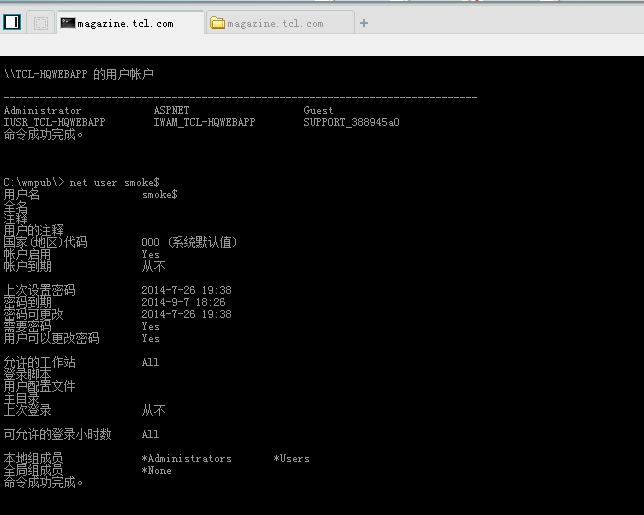 magazine.tcl.com
magazine.tcl.com
\\TCL-HQWEBAPP 的用户帐户
-------------------------------------------------------------------------------
Administrator ASPNET Guest
IUSR_TCL-HQWEBAPP IWAM_TCL-HQWEBAPP SUPPORT_388945a0
命令成功完成。
C:\wmpub\> net user smoke$
用户名 smoke$
全名
注释
用户的注释
国家(地区)代码 000 (系统默认值)
帐户启用 Yes
帐户到期 从不
上次设置密码 2014-7-26 19:38
密码到期 2014-9-7 18:26
密码可更改 2014-7-26 19:38
需要密码 Yes
用户可以更改密码 Yes
允许的工作站 All
登录脚本
用户配置文件
主目录
上次登录 从不
可允许的登录小时数 All
本地组成员 *Administrators *Users
全局组成员 *None
命令成功完成。